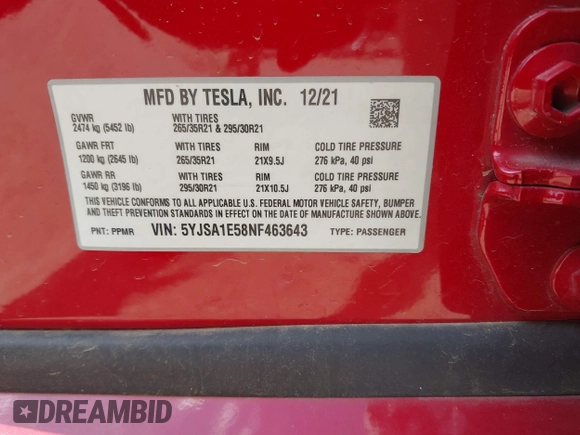 MFD BY TESLA, INC. 12/21
GVWR WITH TIRES
2474 kg (5452 lb) 265/35R21 & 295/30R21
GAWR FRT WITH TIRES RIM COLD TIRE PRESSURE
1200 kg (2645 lb) 265/35R21 21X9.5J 276 kPa, 40 psi
GAWR RR WITH TIRES RIM COLD TIRE PRESSURE
1450 kg (3196 lb) 295/30R21 21X10.5J 276 kPa, 40 psi
THIS VEHICLE CONFORMS TO ALL APPLICABLE U.S. FEDERAL MOTOR VEHICLE SAFETY, BUMPER
AND THEFT PREVENTION STANDARDS IN EFFECT ON THE DATE OF MANUFACTURE SHOWN ABOVE.
PNT: PPMR VIN: 5YJSA1E58NF463643 TYPE: PASSENGER
DREAMBID